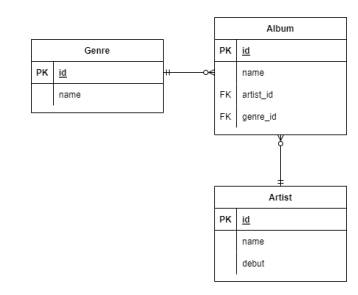 Genre
PK id
name
Album
PK id
name
FK artist_id
FK genre_id
Artist
PK id
name
debut